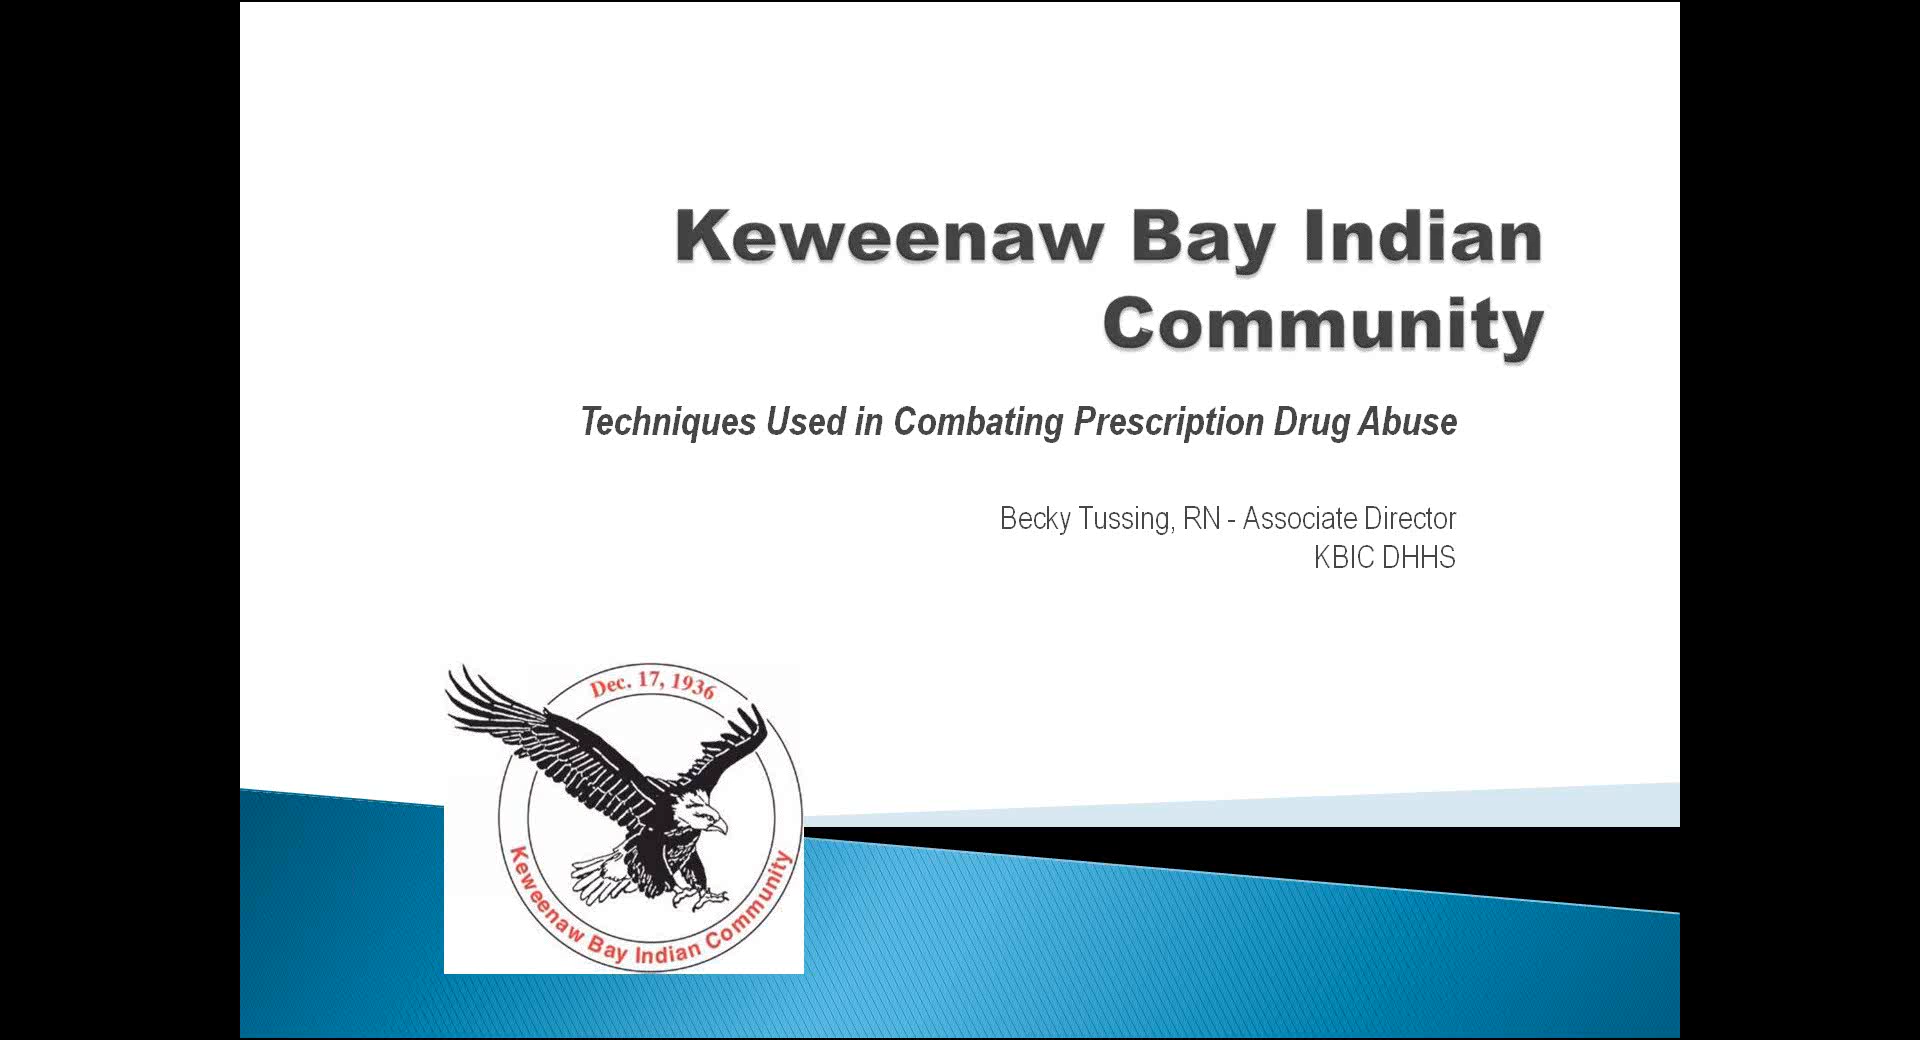 Keweenaw Bay Indian
Community
Techniques Used in Combating Prescription Drug Abuse
Becky Tussing, RN - Associate Director
KBIC DHHS
Dec. 17, 1936
Keweenaw Bay Indian Community